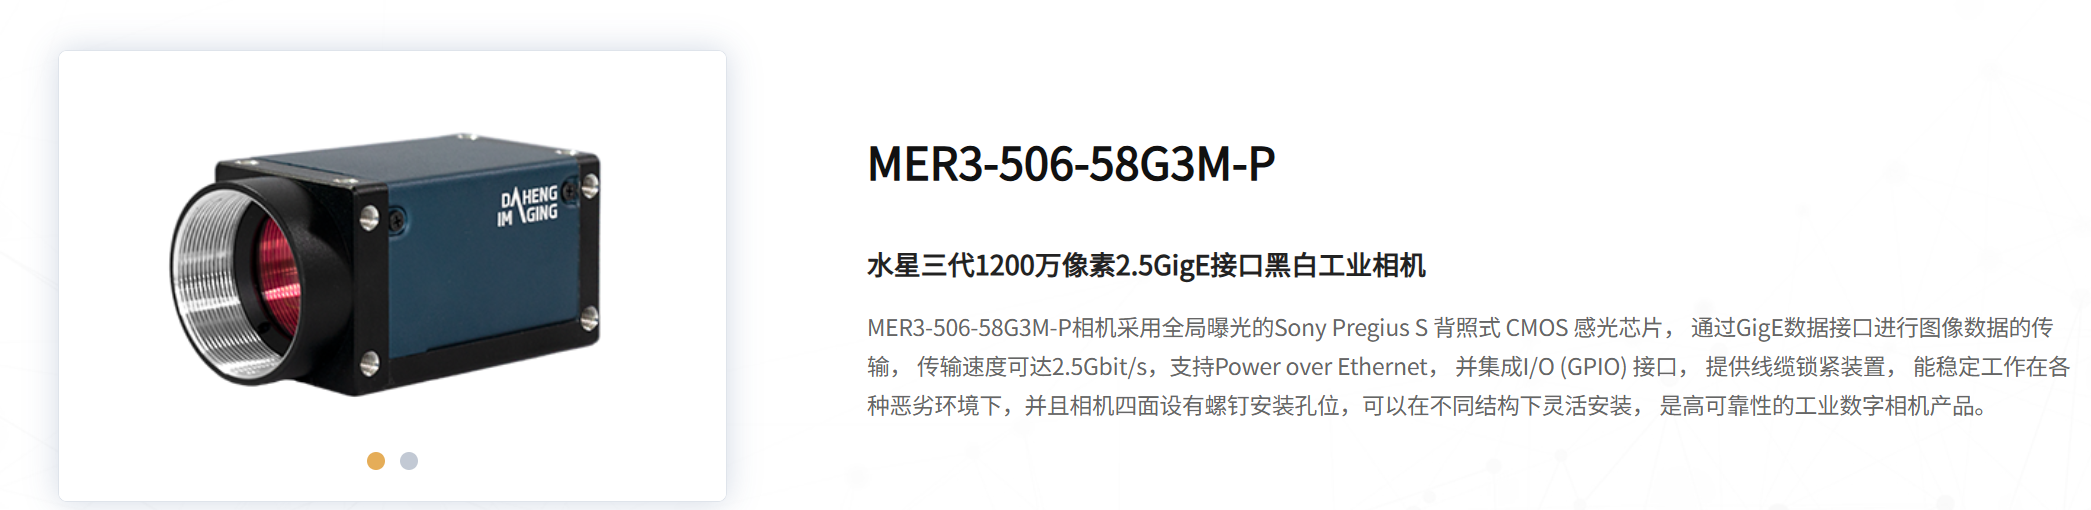 DAHENG
IMAGING
MER3-506-58G3M-P
水星三代1200万像素2.5GigE接口黑白工业相机
MER3-506-58G3M-P相机采用全局曝光的Sony Pregius S 背照式 CMOS 感光芯片， 通过GigE数据接口进行图像数据的传
输， 传输速度可达2.5Gbit/s，支持Power over Ethernet， 并集成I/O (GPIO) 接口， 提供线缆锁紧装置， 能稳定工作在各
种恶劣环境下，并且相机四面设有螺钉安装孔位，可以在不同结构下灵活安装， 是高可靠性的工业数字相机产品。